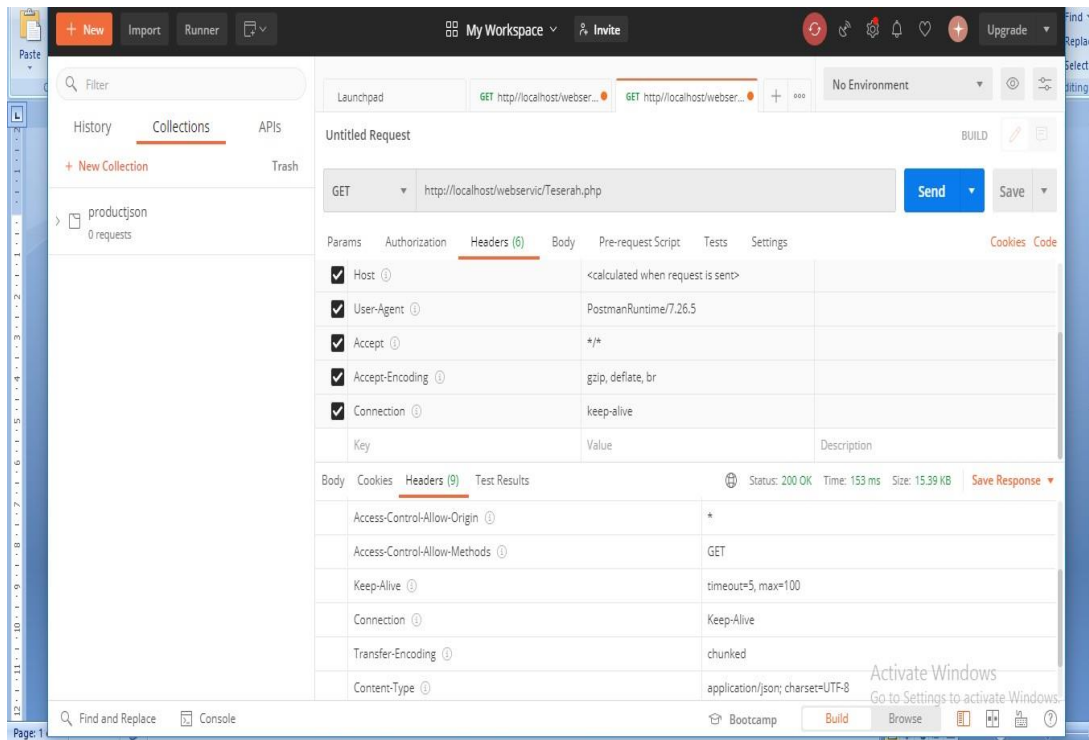 Paste
Find
Replac
Select
diting
+ New
Import
Runner
My Workspace
Invite
Upgrade
Filter
History
Collections
APIs
+ New Collection
Trash
productjson
0 requests
Launchpad
GET http//localhost/webser...
GET http//localhost/webser...
No Environment
Untitled Request
BUILD
GET
http://localhost/webservic/Teserah.php
Send
Save
Params Authorization Headers (6) Body Pre-request Script Tests Settings
Cookies Code
Host <calculated when request is sent>
User-Agent PostmanRuntime/7.26.5
Accept */*
Accept-Encoding gzip, deflate, br
Connection keep-alive
Key Value Description
Body Cookies Headers (9) Test Results
Status: 200 OK Time: 153 ms Size: 15.39 KB Save Response
Access-Control-Allow-Origin *
Access-Control-Allow-Methods GET
Keep-Alive timeout=5, max=100
Connection Keep-Alive
Transfer-Encoding chunked
Content-Type application/json; charset=UTF-8
Activate Windows
Go to Settings to activate Windows.
Find and Replace
Console
Bootcamp
Build
Browse
Page: 1